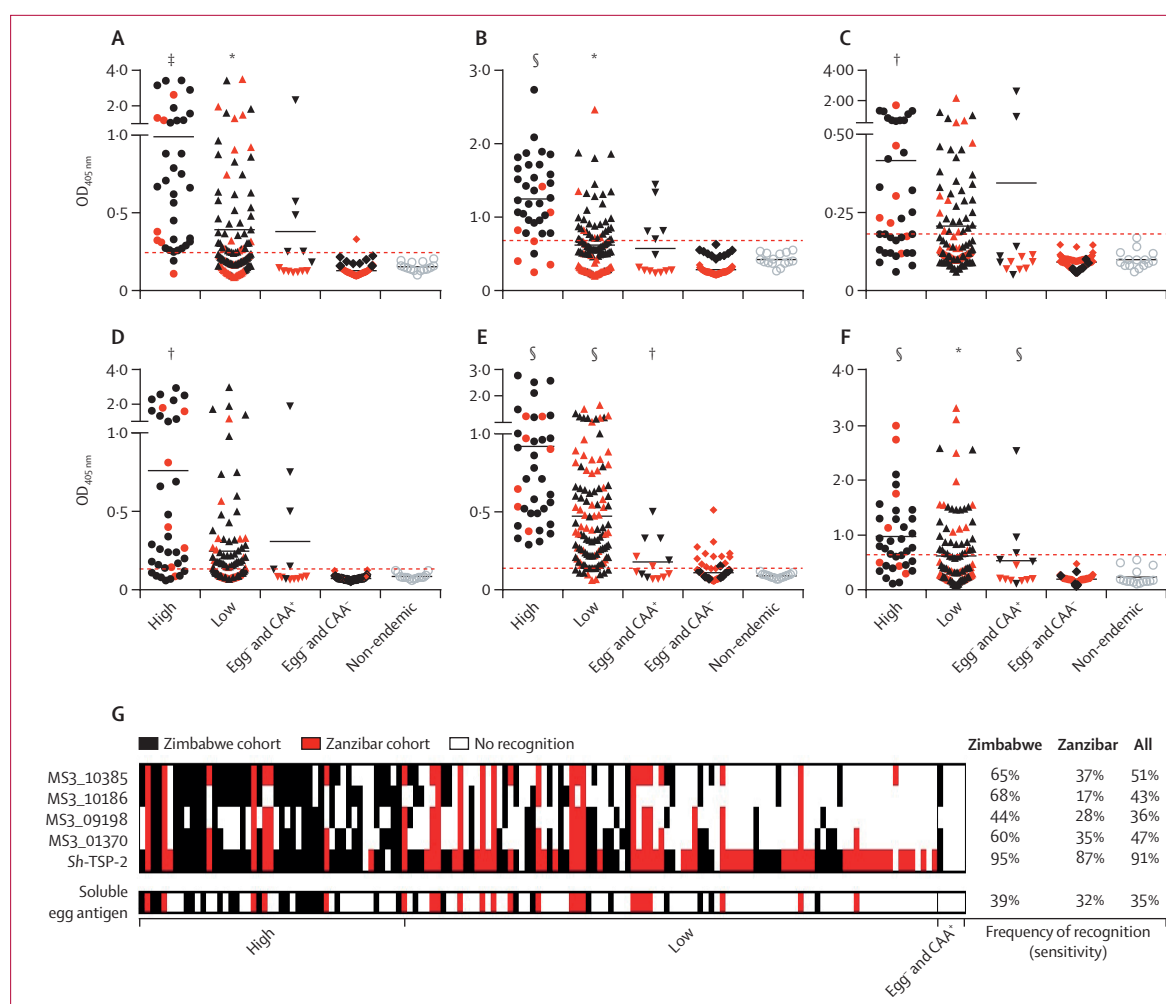 A
B
C
‡ *
§ *
†
4·0
2·0
1·0
0·5
0
OD405 nm
3·0
2·0
1·0
0
4·0
2·00
0·50
0·25
0
D
E
F
†
§ § †
§ * §
4·0
2·0
1·0
0·5
0
OD405 nm
3·0
2·0
1·0
0·5
0
4·0
3·0
2·0
1·0
0
High
Low
Egg⁻ and CAA⁺
Egg⁻ and CAA⁻
Non-endemic
High
Low
Egg⁻ and CAA⁺
Egg⁻ and CAA⁻
Non-endemic
High
Low
Egg⁻ and CAA⁺
Egg⁻ and CAA⁻
Non-endemic
G
Zimbabwe cohort Zanzibar cohort No recognition
Zimbabwe Zanzibar All
MS3_10385 65% 37% 51%
MS3_10186 68% 17% 43%
MS3_09198 44% 28% 36%
MS3_01370 60% 35% 47%
Sh-TSP-2 95% 87% 91%
Soluble
egg antigen 39% 32% 35%
High
Low
Egg⁻ and CAA⁺
Frequency of recognition
(sensitivity)